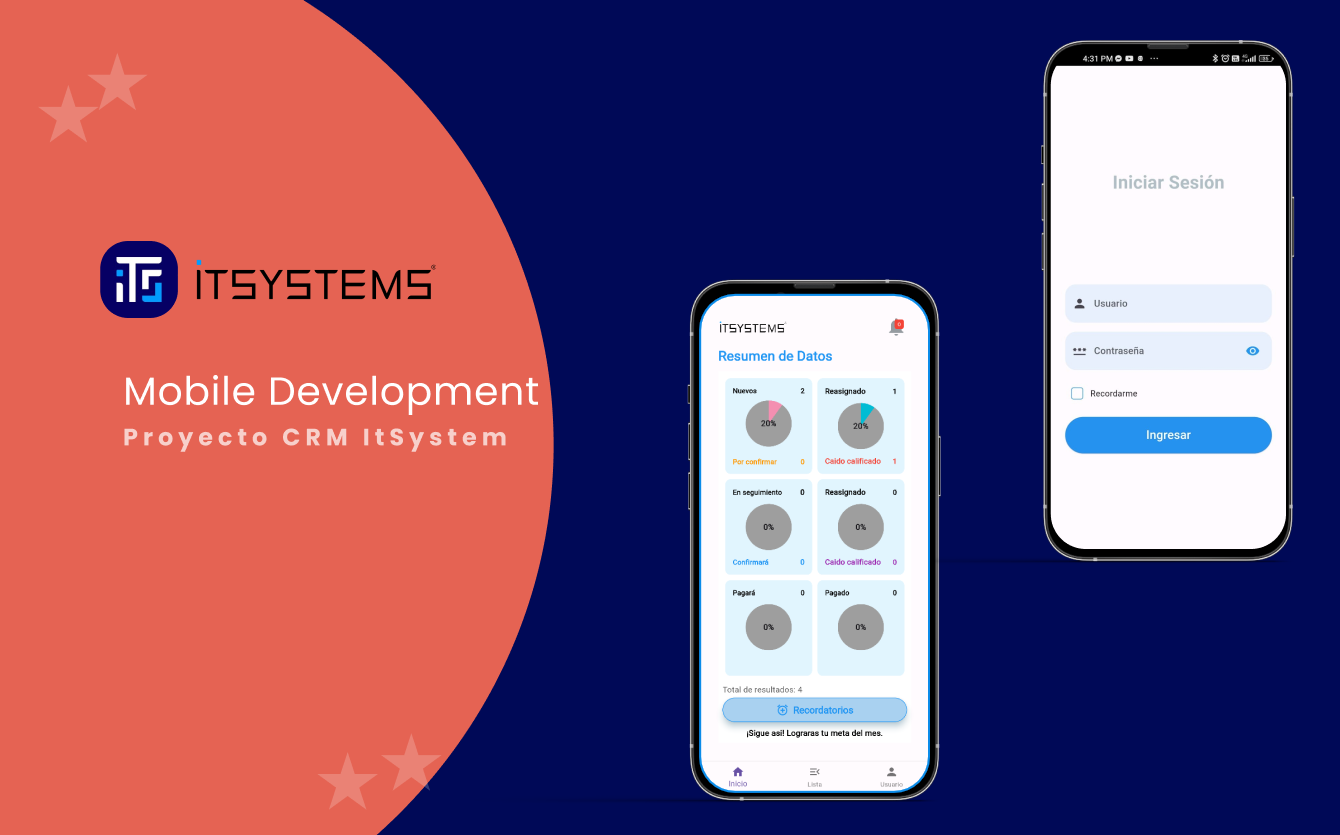 iTSYSTEMS®
Mobile Development
Proyecto CRM ItSystem
iTSYSTEMS
Resumen de Datos
Nuevos 2
20%
Por confirmar 0
Reasignado 1
20%
Caido calificado 1
En seguimiento 0
0%
Confirmará 0
Reasignado 0
0%
Caido calificado 0
Pagará 0
0%
Pagado 0
0%
Total de resultados: 4
Recordatorios
¡Sigue asi! Lograras tu meta del mes.
Inicio Lista Usuario
4:31 PM
Iniciar Sesión
Usuario
Contraseña
Recordarme
Ingresar